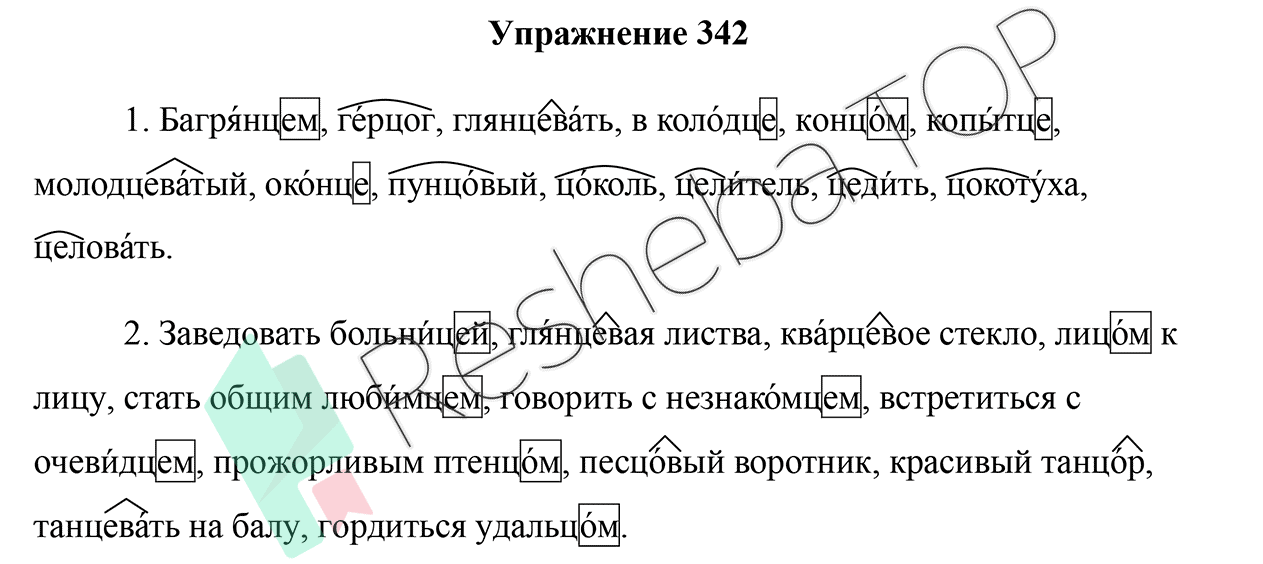 Упражнение 342
1. Багря́нцем, ге́рцог, глянцева́ть, в коло́дце, концо́м, копы́тце,
молодцева́тый, око́нце, пунцо́вый, цо́коль, цели́тель, цеди́ть, цокоту́ха,
целова́ть.
2. Заведовать больни́цей, гля́нцевая листва, ква́рцевое стекло, лицо́м к
лицу, стать общим люби́мцем, говорить с незнако́мцем, встретиться с
очеви́дцем, прожорливым птенцо́м, песцо́вый воротник, красивый танцо́р,
танцева́ть на балу, гордиться удальцо́м.
ReshebaTOP